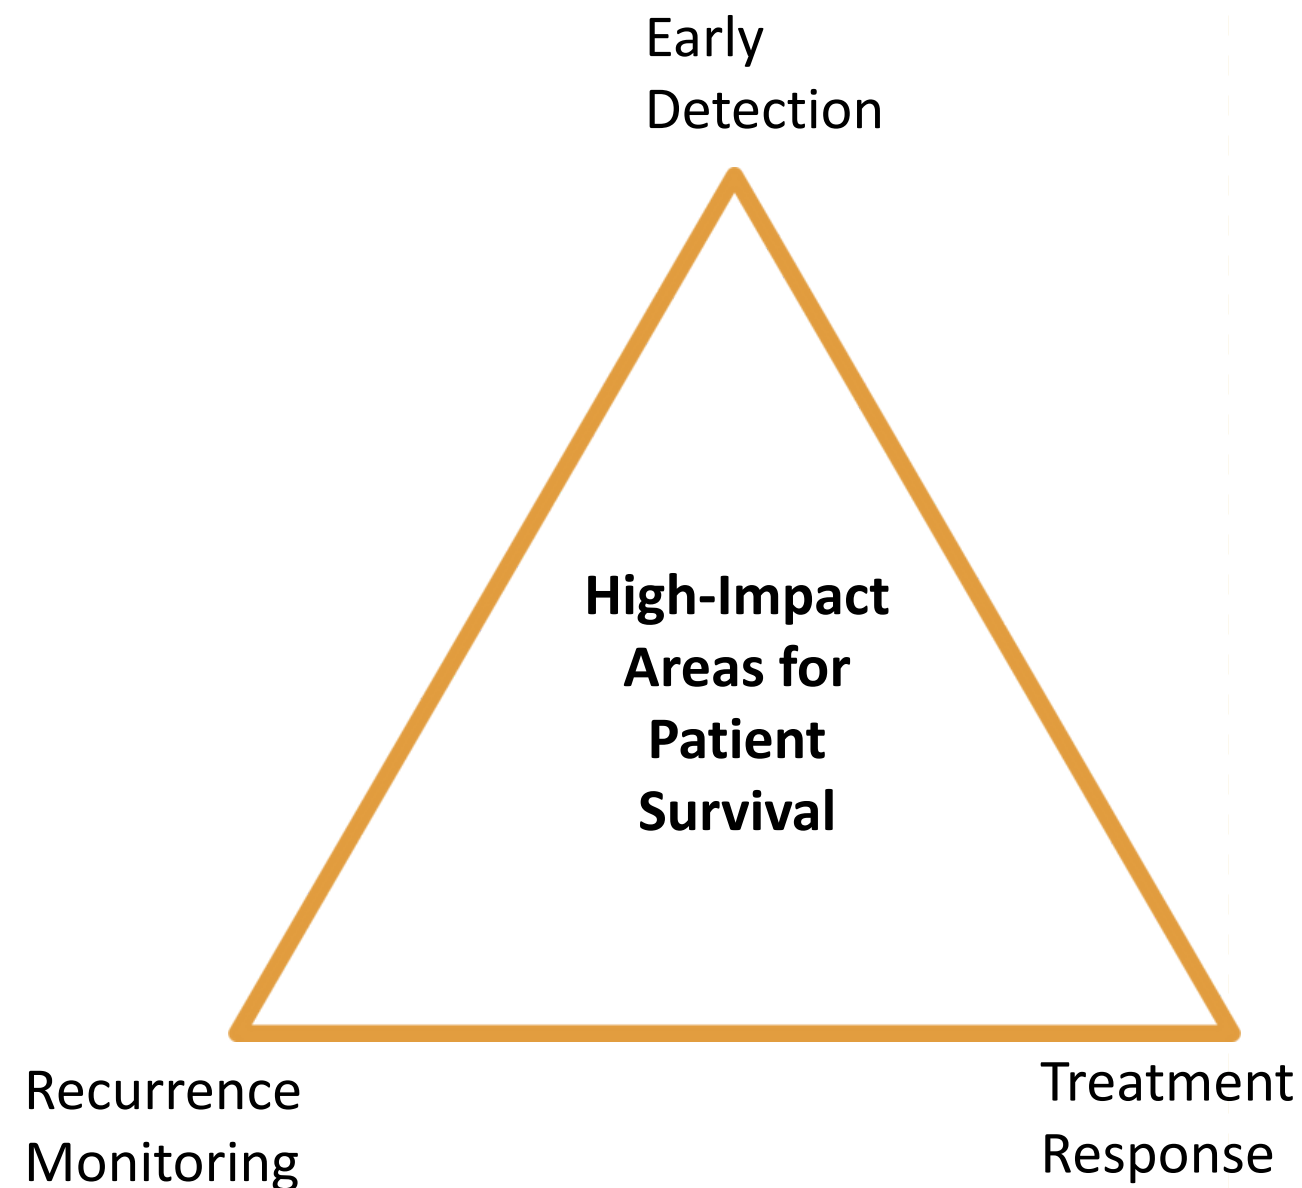 Early
Detection
High-Impact
Areas for
Patient
Survival
Recurrence
Monitoring
Treatment
Response